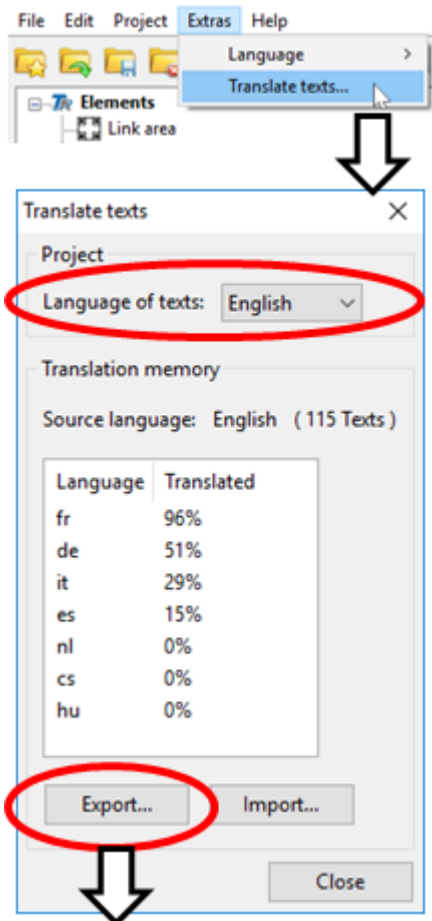 File Edit Project Extras Help
Language >
Translate texts...
Elements
Link area
Translate texts
Project
Language of texts: English
Translation memory
Source language: English ( 115 Texts )
Language Translated
fr 96%
de 51%
it 29%
es 15%
nl 0%
cs 0%
hu 0%
Export... Import...
Close